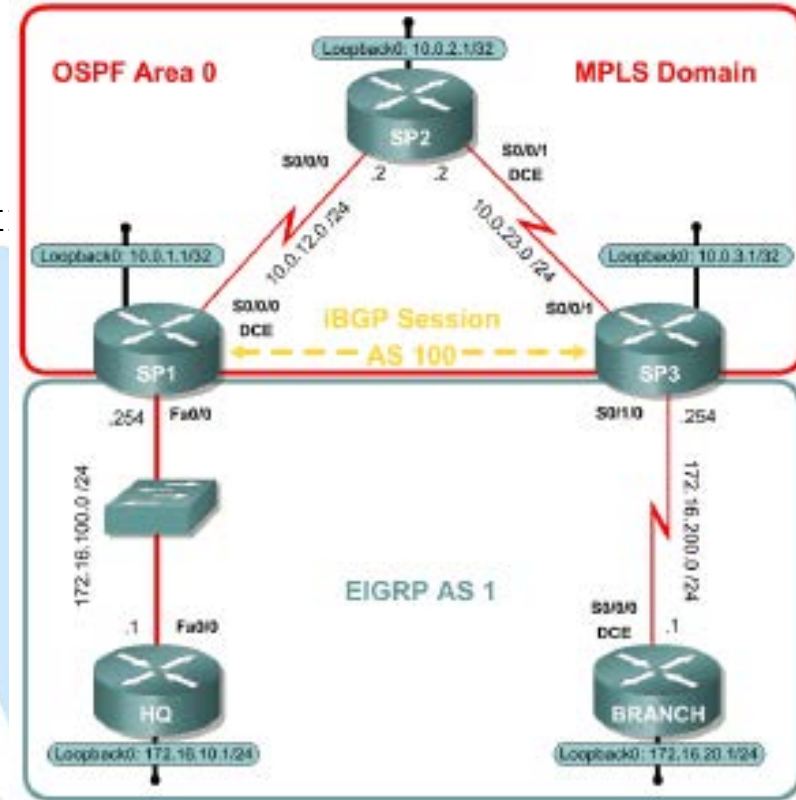 Loopback0: 10.0.2.1/32
OSPF Area 0
MPLS Domain
SP2
S0/0/0
.2
.2
S0/0/1
DCE
10.0.12.0 /24
10.0.23.0 /24
Loopback0: 10.0.1.1/32
Loopback0: 10.0.3.1/32
S0/0/0
DCE
iBGP Session
AS 100
S0/0/1
SP1
SP3
.254
Fa0/0
S0/1/0
.254
172.16.100.0 /24
172.16.200.0 /24
EIGRP AS 1
.1
Fa0/0
S0/0/0
DCE
.1
HQ
BRANCH
Loopback0: 172.16.10.1/24
Loopback0: 172.16.20.1/24